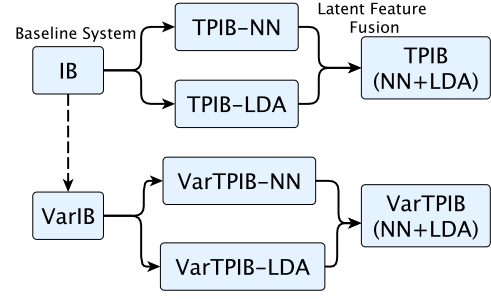 Baseline System
IB
TPIB-NN
TPIB-LDA
Latent Feature
Fusion
TPIB
(NN+LDA)
VarIB
VarTPIB-NN
VarTPIB-LDA
VarTPIB
(NN+LDA)